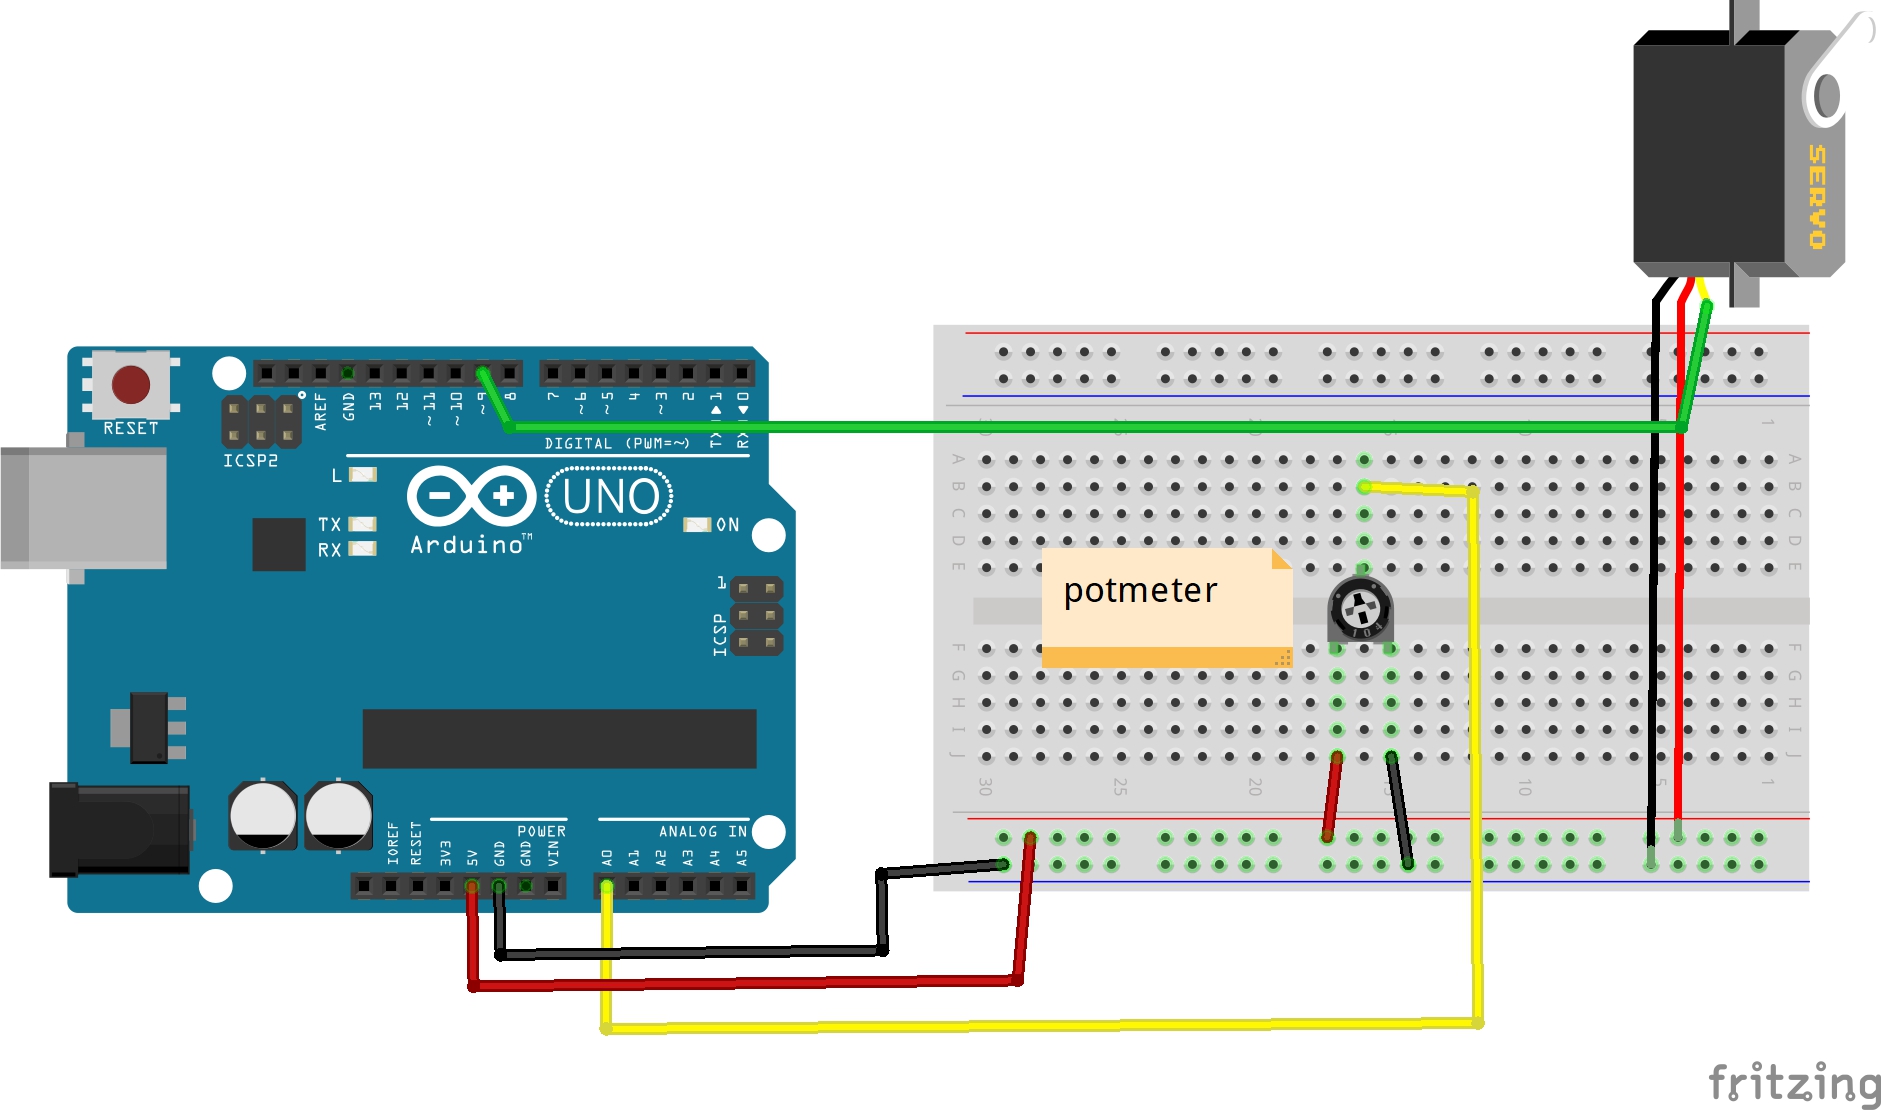 SERVO
RESET
ICSP2
AREF
GND
13
12
~11
~10
~9
8
7
~6
~5
4
~3
2
TX 1
RX 0
DIGITAL (PWM=~)
L
TX
RX
UNO
Arduino™
ON
1
ICSP
IOREF
RESET
3V3
5V
GND
GND
VIN
POWER
A0
A1
A2
A3
A4
A5
ANALOG IN
1
A A
B B
C C
D D
E E
potmeter
104
F F
G G
H H
I I
J J
30 25 20 10 5 1
fritzing